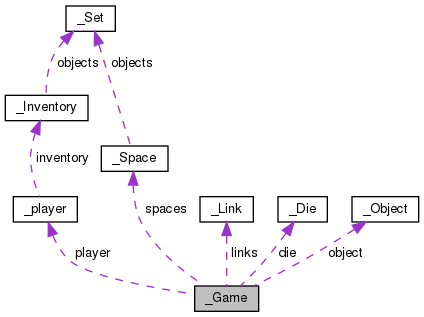 _Set
objects
objects
_Inventory
inventory
_Space
_player
spaces
_Link
_Die
_Object
player
links
die
object
_Game